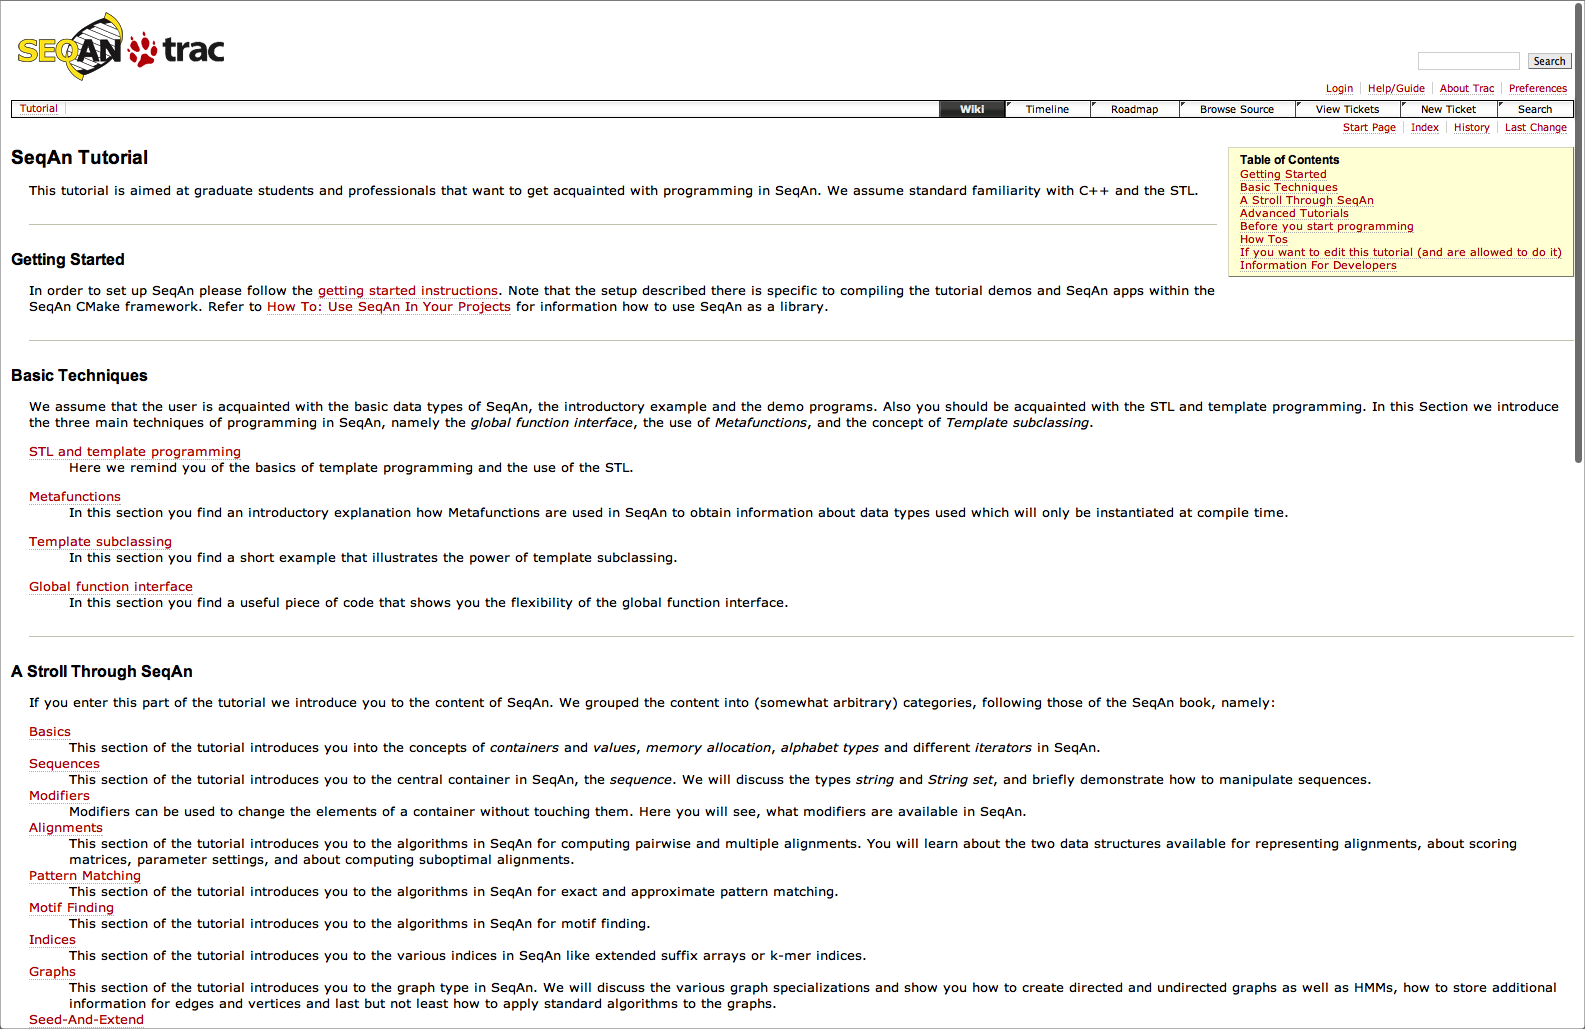 SEQAN trac
Search
Login Help/Guide About Trac Preferences
Tutorial Wiki Timeline Roadmap Browse Source View Tickets New Ticket Search
Start Page Index History Last Change
SeqAn Tutorial
This tutorial is aimed at graduate students and professionals that want to get acquainted with programming in SeqAn. We assume standard familiarity with C++ and the STL.
Table of Contents
Getting Started
Basic Techniques
A Stroll Through SeqAn
Advanced Tutorials
Before you start programming
How Tos
If you want to edit this tutorial (and are allowed to do it)
Information For Developers
Getting Started
In order to set up SeqAn please follow the getting started instructions. Note that the setup described there is specific to compiling the tutorial demos and SeqAn apps within the
SeqAn CMake framework. Refer to How To: Use SeqAn In Your Projects for information how to use SeqAn as a library.
Basic Techniques
We assume that the user is acquainted with the basic data types of SeqAn, the introductory example and the demo programs. Also you should be acquainted with the STL and template programming. In this Section we introduce
the three main techniques of programming in SeqAn, namely the global function interface, the use of Metafunctions, and the concept of Template subclassing.
STL and template programming
Here we remind you of the basics of template programming and the use of the STL.
Metafunctions
In this section you find an introductory explanation how Metafunctions are used in SeqAn to obtain information about data types used which will only be instantiated at compile time.
Template subclassing
In this section you find a short example that illustrates the power of template subclassing.
Global function interface
In this section you find a useful piece of code that shows you the flexibility of the global function interface.
A Stroll Through SeqAn
If you enter this part of the tutorial we introduce you to the content of SeqAn. We grouped the content into (somewhat arbitrary) categories, following those of the SeqAn book, namely:
Basics
This section of the tutorial introduces you into the concepts of containers and values, memory allocation, alphabet types and different iterators in SeqAn.
Sequences
This section of the tutorial introduces you to the central container in SeqAn, the sequence. We will discuss the types string and String set, and briefly demonstrate how to manipulate sequences.
Modifiers
Modifiers can be used to change the elements of a container without touching them. Here you will see, what modifiers are available in SeqAn.
Alignments
This section of the tutorial introduces you to the algorithms in SeqAn for computing pairwise and multiple alignments. You will learn about the two data structures available for representing alignments, about scoring
matrices, parameter settings, and about computing suboptimal alignments.
Pattern Matching
This section of the tutorial introduces you to the algorithms in SeqAn for exact and approximate pattern matching.
Motif Finding
This section of the tutorial introduces you to the algorithms in SeqAn for motif finding.
Indices
This section of the tutorial introduces you to the various indices in SeqAn like extended suffix arrays or k-mer indices.
Graphs
This section of the tutorial introduces you to the graph type in SeqAn. We will discuss the various graph specializations and show you how to create directed and undirected graphs as well as HMMs, how to store additional
information for edges and vertices and last but not least how to apply standard algorithms to the graphs.
Seed-And-Extend